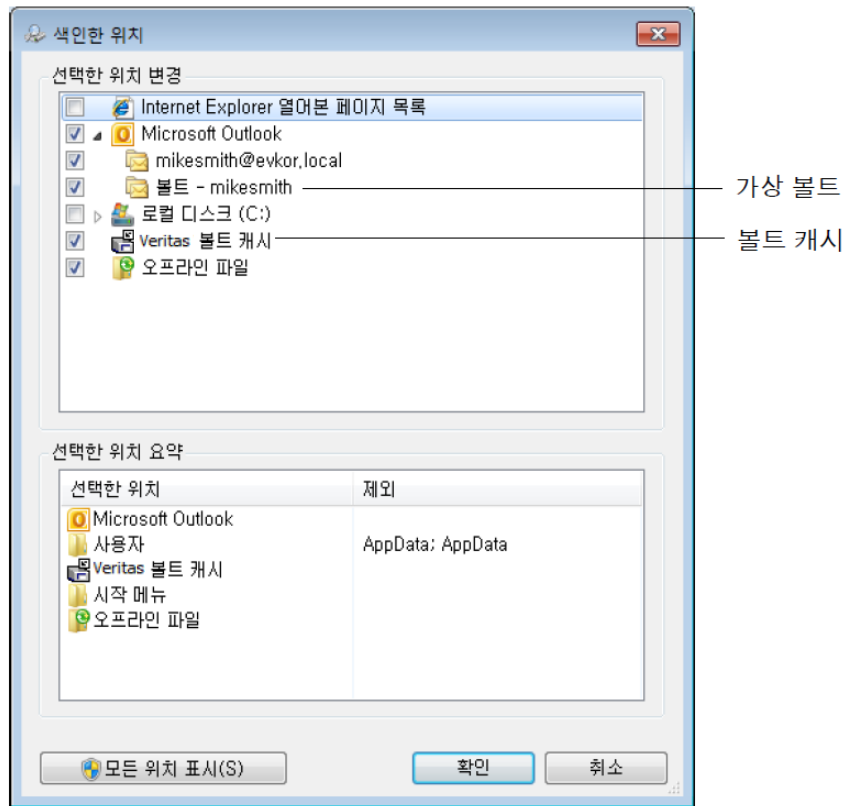 색인한 위치
선택한 위치 변경
Internet Explorer 열어본 페이지 목록
Microsoft Outlook
mikesmith@evkor.local
볼트 - mikesmith
가상 볼트
로컬 디스크 (C:)
Veritas 볼트 캐시
볼트 캐시
오프라인 파일
선택한 위치 요약
선택한 위치 제외
Microsoft Outlook
사용자 AppData; AppData
Veritas 볼트 캐시
시작 메뉴
오프라인 파일
모든 위치 표시(S) 확인 취소